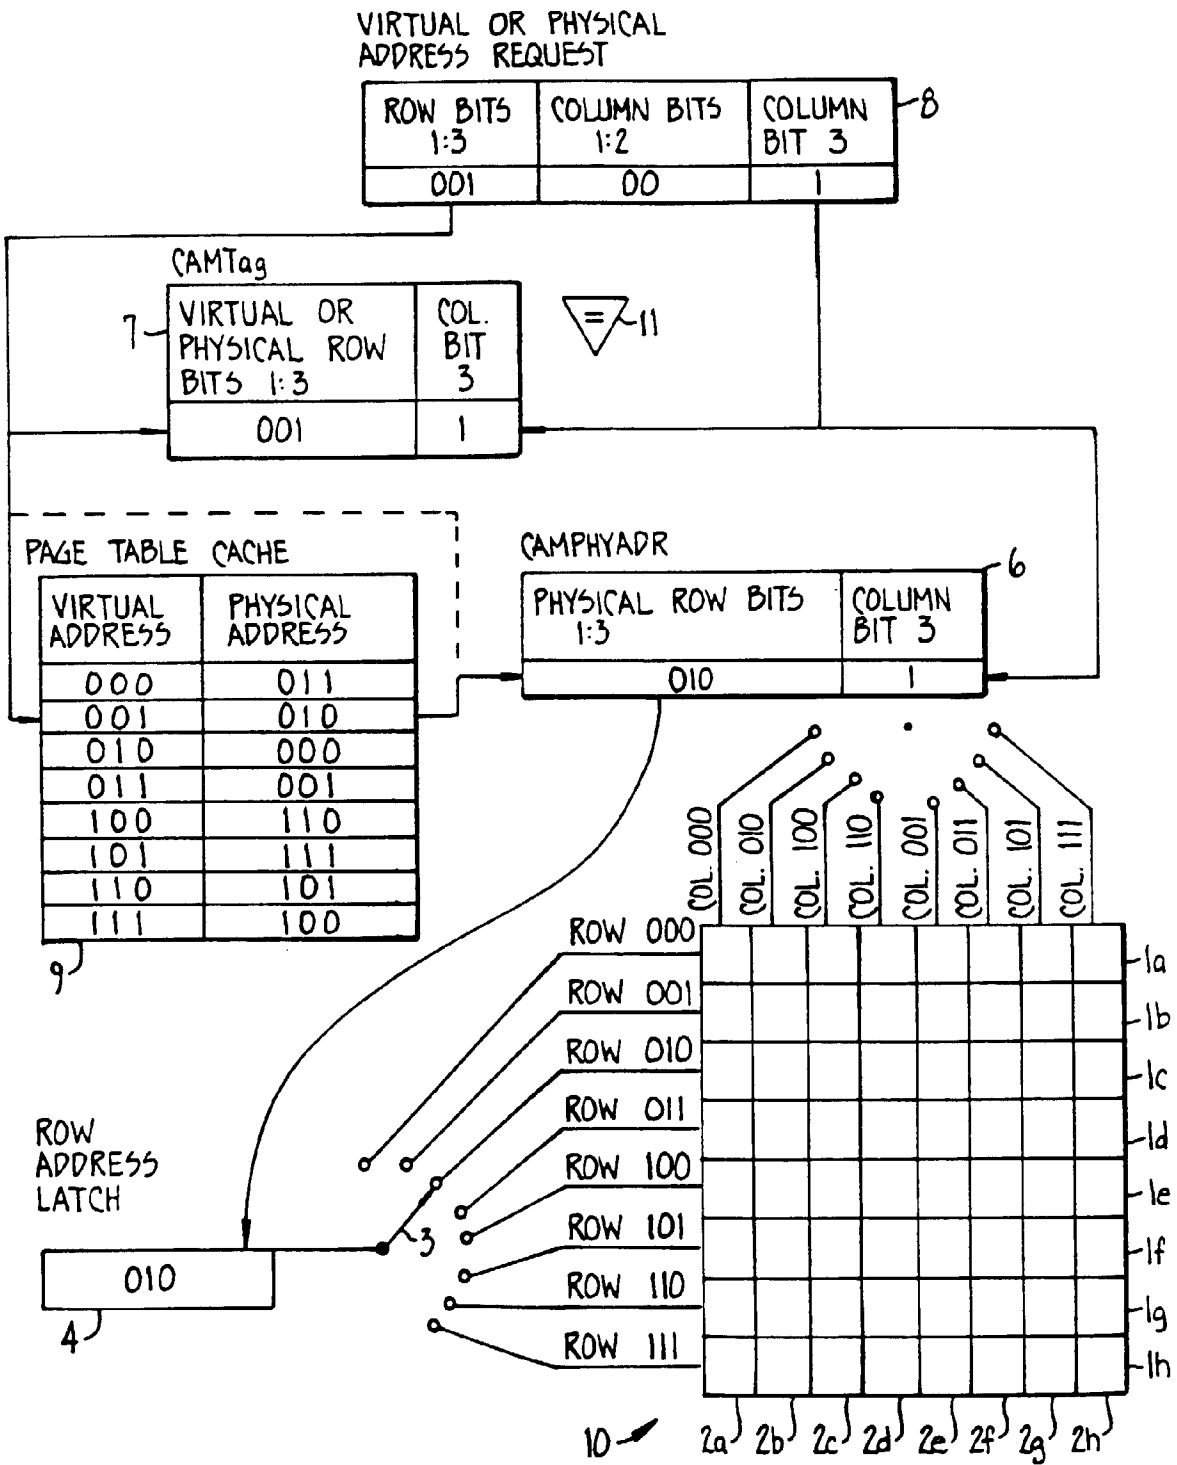 VIRTUAL OR PHYSICAL
ADDRESS REQUEST
ROW BITS COLUMN BITS COLUMN
1:3 1:2 BIT 3
001 00 1
8
CAMTag
7
VIRTUAL OR COL.
PHYSICAL ROW BIT
BITS 1:3 3
001 1
= 11
PAGE TABLE CACHE
VIRTUAL PHYSICAL
ADDRESS ADDRESS
000 011
001 010
010 000
011 001
100 110
101 111
110 101
111 100
9
CAMPHYADR
6
PHYSICAL ROW BITS COLUMN
1:3 BIT 3
010 1
COL. 000
COL. 010
COL. 100
COL. 110
COL. 001
COL. 011
COL. 101
COL. 111
ROW 000 1a
ROW 001 1b
ROW 010 1c
ROW 011 1d
ROW 100 1e
ROW 101 1f
ROW 110 1g
ROW 111 1h
ROW
ADDRESS
LATCH
3
010
4
10 2a 2b 2c 2d 2e 2f 2g 2h